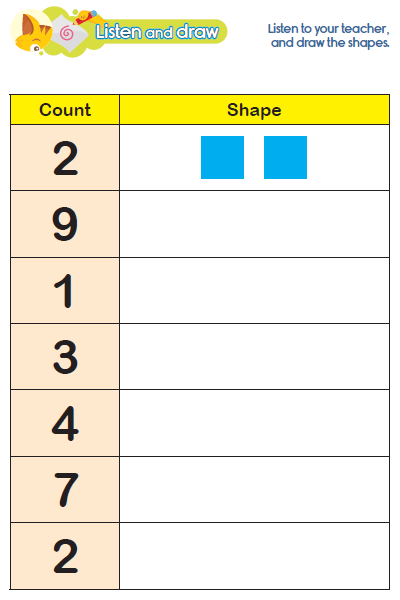 Listen and draw
Listen to your teacher,
and draw the shapes.
Count Shape
2
9
1
3
4
7
2